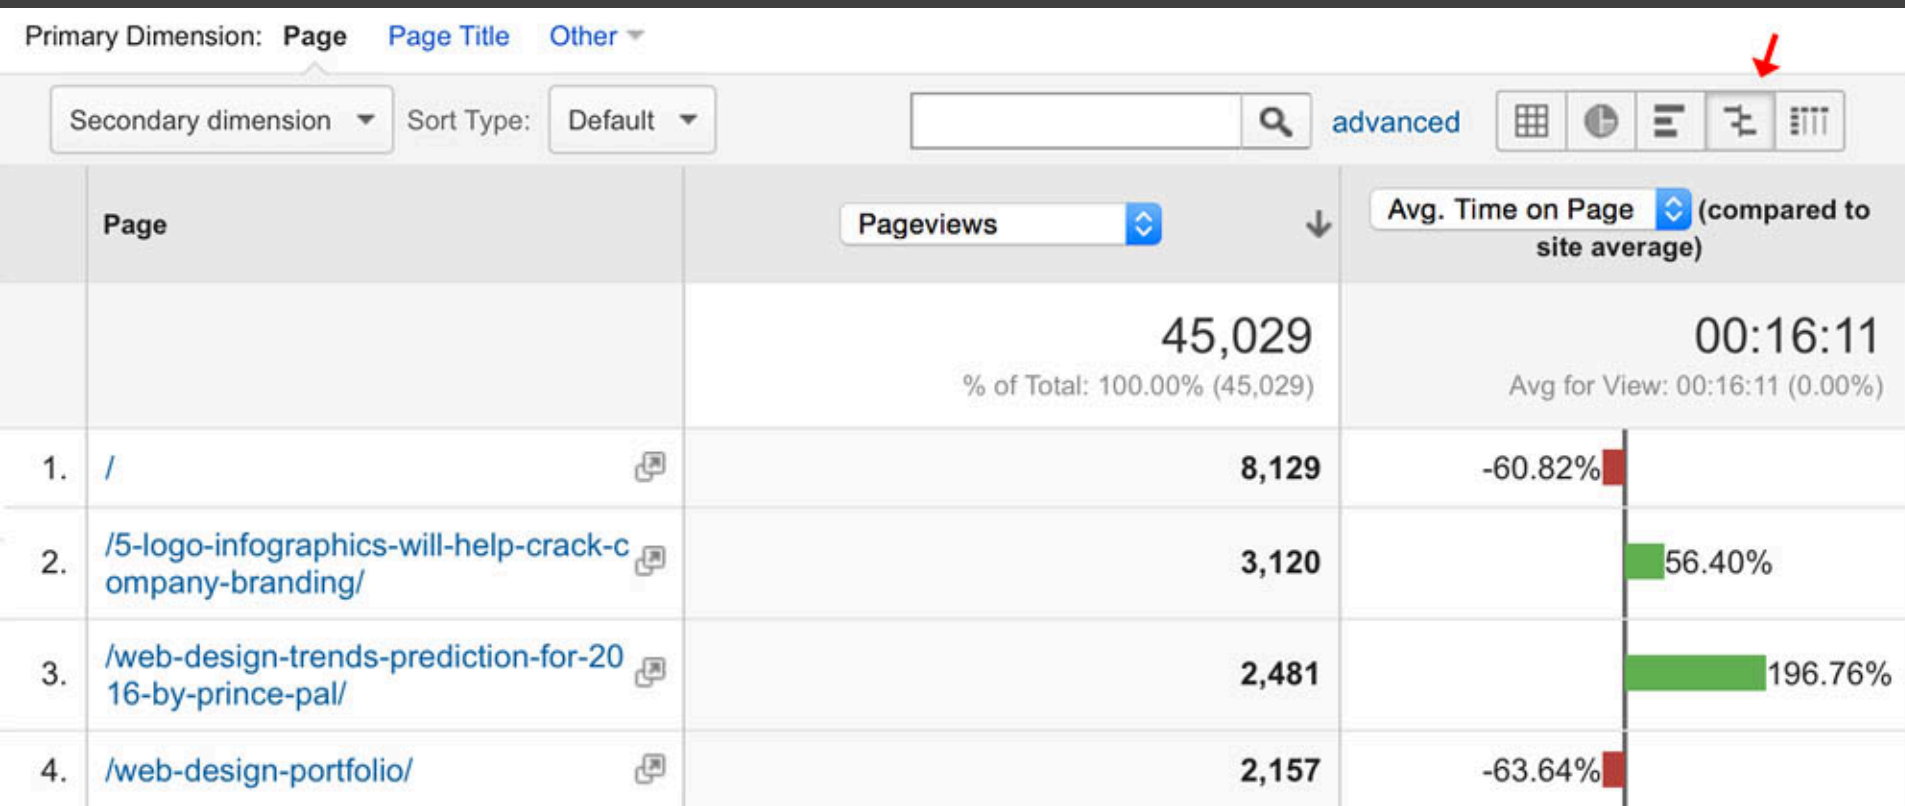 Primary Dimension: Page Page Title Other
Secondary dimension Sort Type: Default advanced
Page Pageviews Avg. Time on Page (compared to
site average)
45,029 00:16:11
% of Total: 100.00% (45,029) Avg for View: 00:16:11 (0.00%)
1. / 8,129 -60.82%
2. /5-logo-infographics-will-help-crack-c
ompany-branding/ 3,120 56.40%
3. /web-design-trends-prediction-for-20
16-by-prince-pal/ 2,481 196.76%
4. /web-design-portfolio/ 2,157 -63.64%